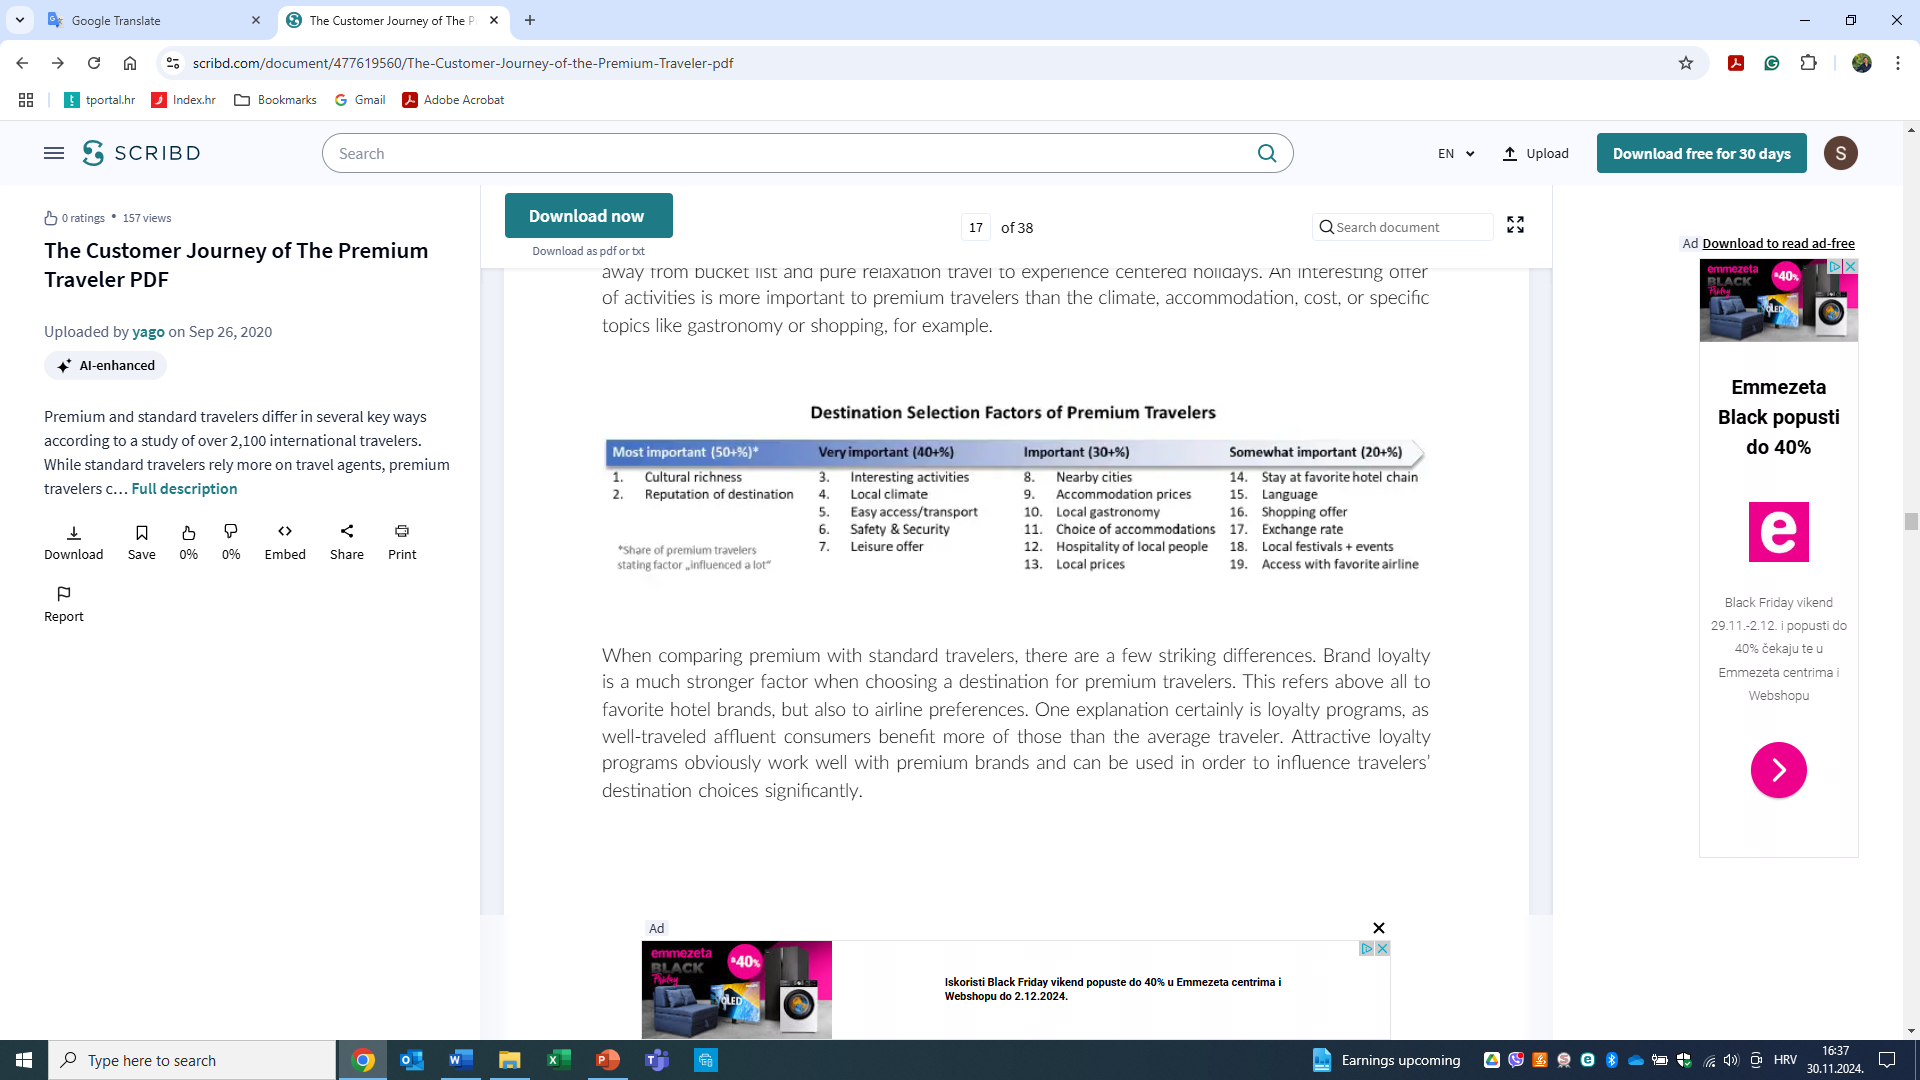 Google Translate
The Customer Journey of The P
scribd.com/document/477619560/The-Customer-Journey-of-the-Premium-Traveler-pdf
tportal.hr
Index.hr
Bookmarks
Gmail
Adobe Acrobat
SCRIBD
Search
EN
Upload
Download free for 30 days
S
0 ratings • 157 views
The Customer Journey of The Premium
Traveler PDF
Uploaded by yago on Sep 26, 2020
AI-enhanced
Premium and standard travelers differ in several key ways
according to a study of over 2,100 international travelers.
While standard travelers rely more on travel agents, premium
travelers c… Full description
Download
Save
0%
0%
Embed
Share
Print
Report
Download now
Download as pdf or txt
17 of 38
Search document
away from bucket list and pure relaxation travel to experience centered holidays. An interesting offer
of activities is more important to premium travelers than the climate, accommodation, cost, or specific
topics like gastronomy or shopping, for example.
Destination Selection Factors of Premium Travelers
Most important (50+%)*
1. Cultural richness
2. Reputation of destination
*Share of premium travelers
stating factor „influenced a lot“
Very important (40+%)
3. Interesting activities
4. Local climate
5. Easy access/transport
6. Safety & Security
7. Leisure offer
Important (30+%)
8. Nearby cities
9. Accommodation prices
10. Local gastronomy
11. Choice of accommodations
12. Hospitality of local people
13. Local prices
Somewhat important (20+%)
14. Stay at favorite hotel chain
15. Language
16. Shopping offer
17. Exchange rate
18. Local festivals + events
19. Access with favorite airline
When comparing premium with standard travelers, there are a few striking differences. Brand loyalty
is a much stronger factor when choosing a destination for premium travelers. This refers above all to
favorite hotel brands, but also to airline preferences. One explanation certainly is loyalty programs, as
well-traveled affluent consumers benefit more of those than the average traveler. Attractive loyalty
programs obviously work well with premium brands and can be used in order to influence travelers’
destination choices significantly.
Ad
emmezeta
BLACK
Friday
40%
QLED
Iskoristi Black Friday vikend popuste do 40% u Emmezeta centrima i
Webshopu do 2.12.2024.
Ad Download to read ad-free
emmezeta
BLACK
Friday
40%
QLED
Emmezeta
Black popusti
do 40%
e
Black Friday vikend
29.11.-2.12. i popusti do
40% čekaju te u
Emmezeta centrima i
Webshopu
Type here to search
Earnings upcoming
HRV
16:37
30.11.2024.